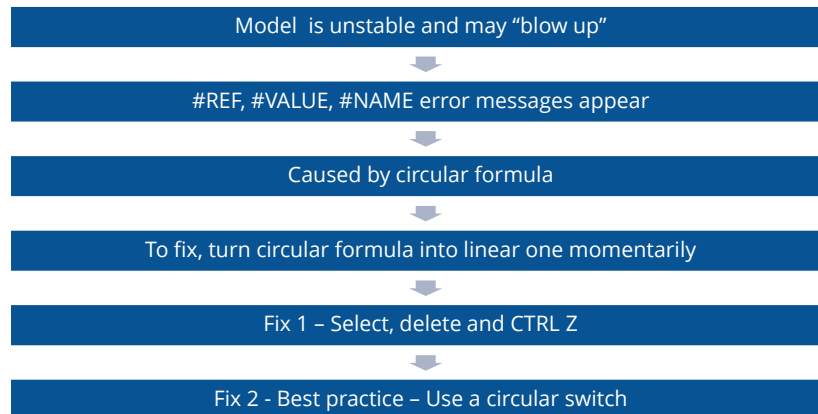 Model  is unstable and may “blow up”
#REF, #VALUE, #NAME error messages appear
Caused by circular formula
To fix, turn circular formula into linear one momentarily
Fix 1 – Select, delete and CTRL Z
Fix 2 - Best practice – Use a circular switch